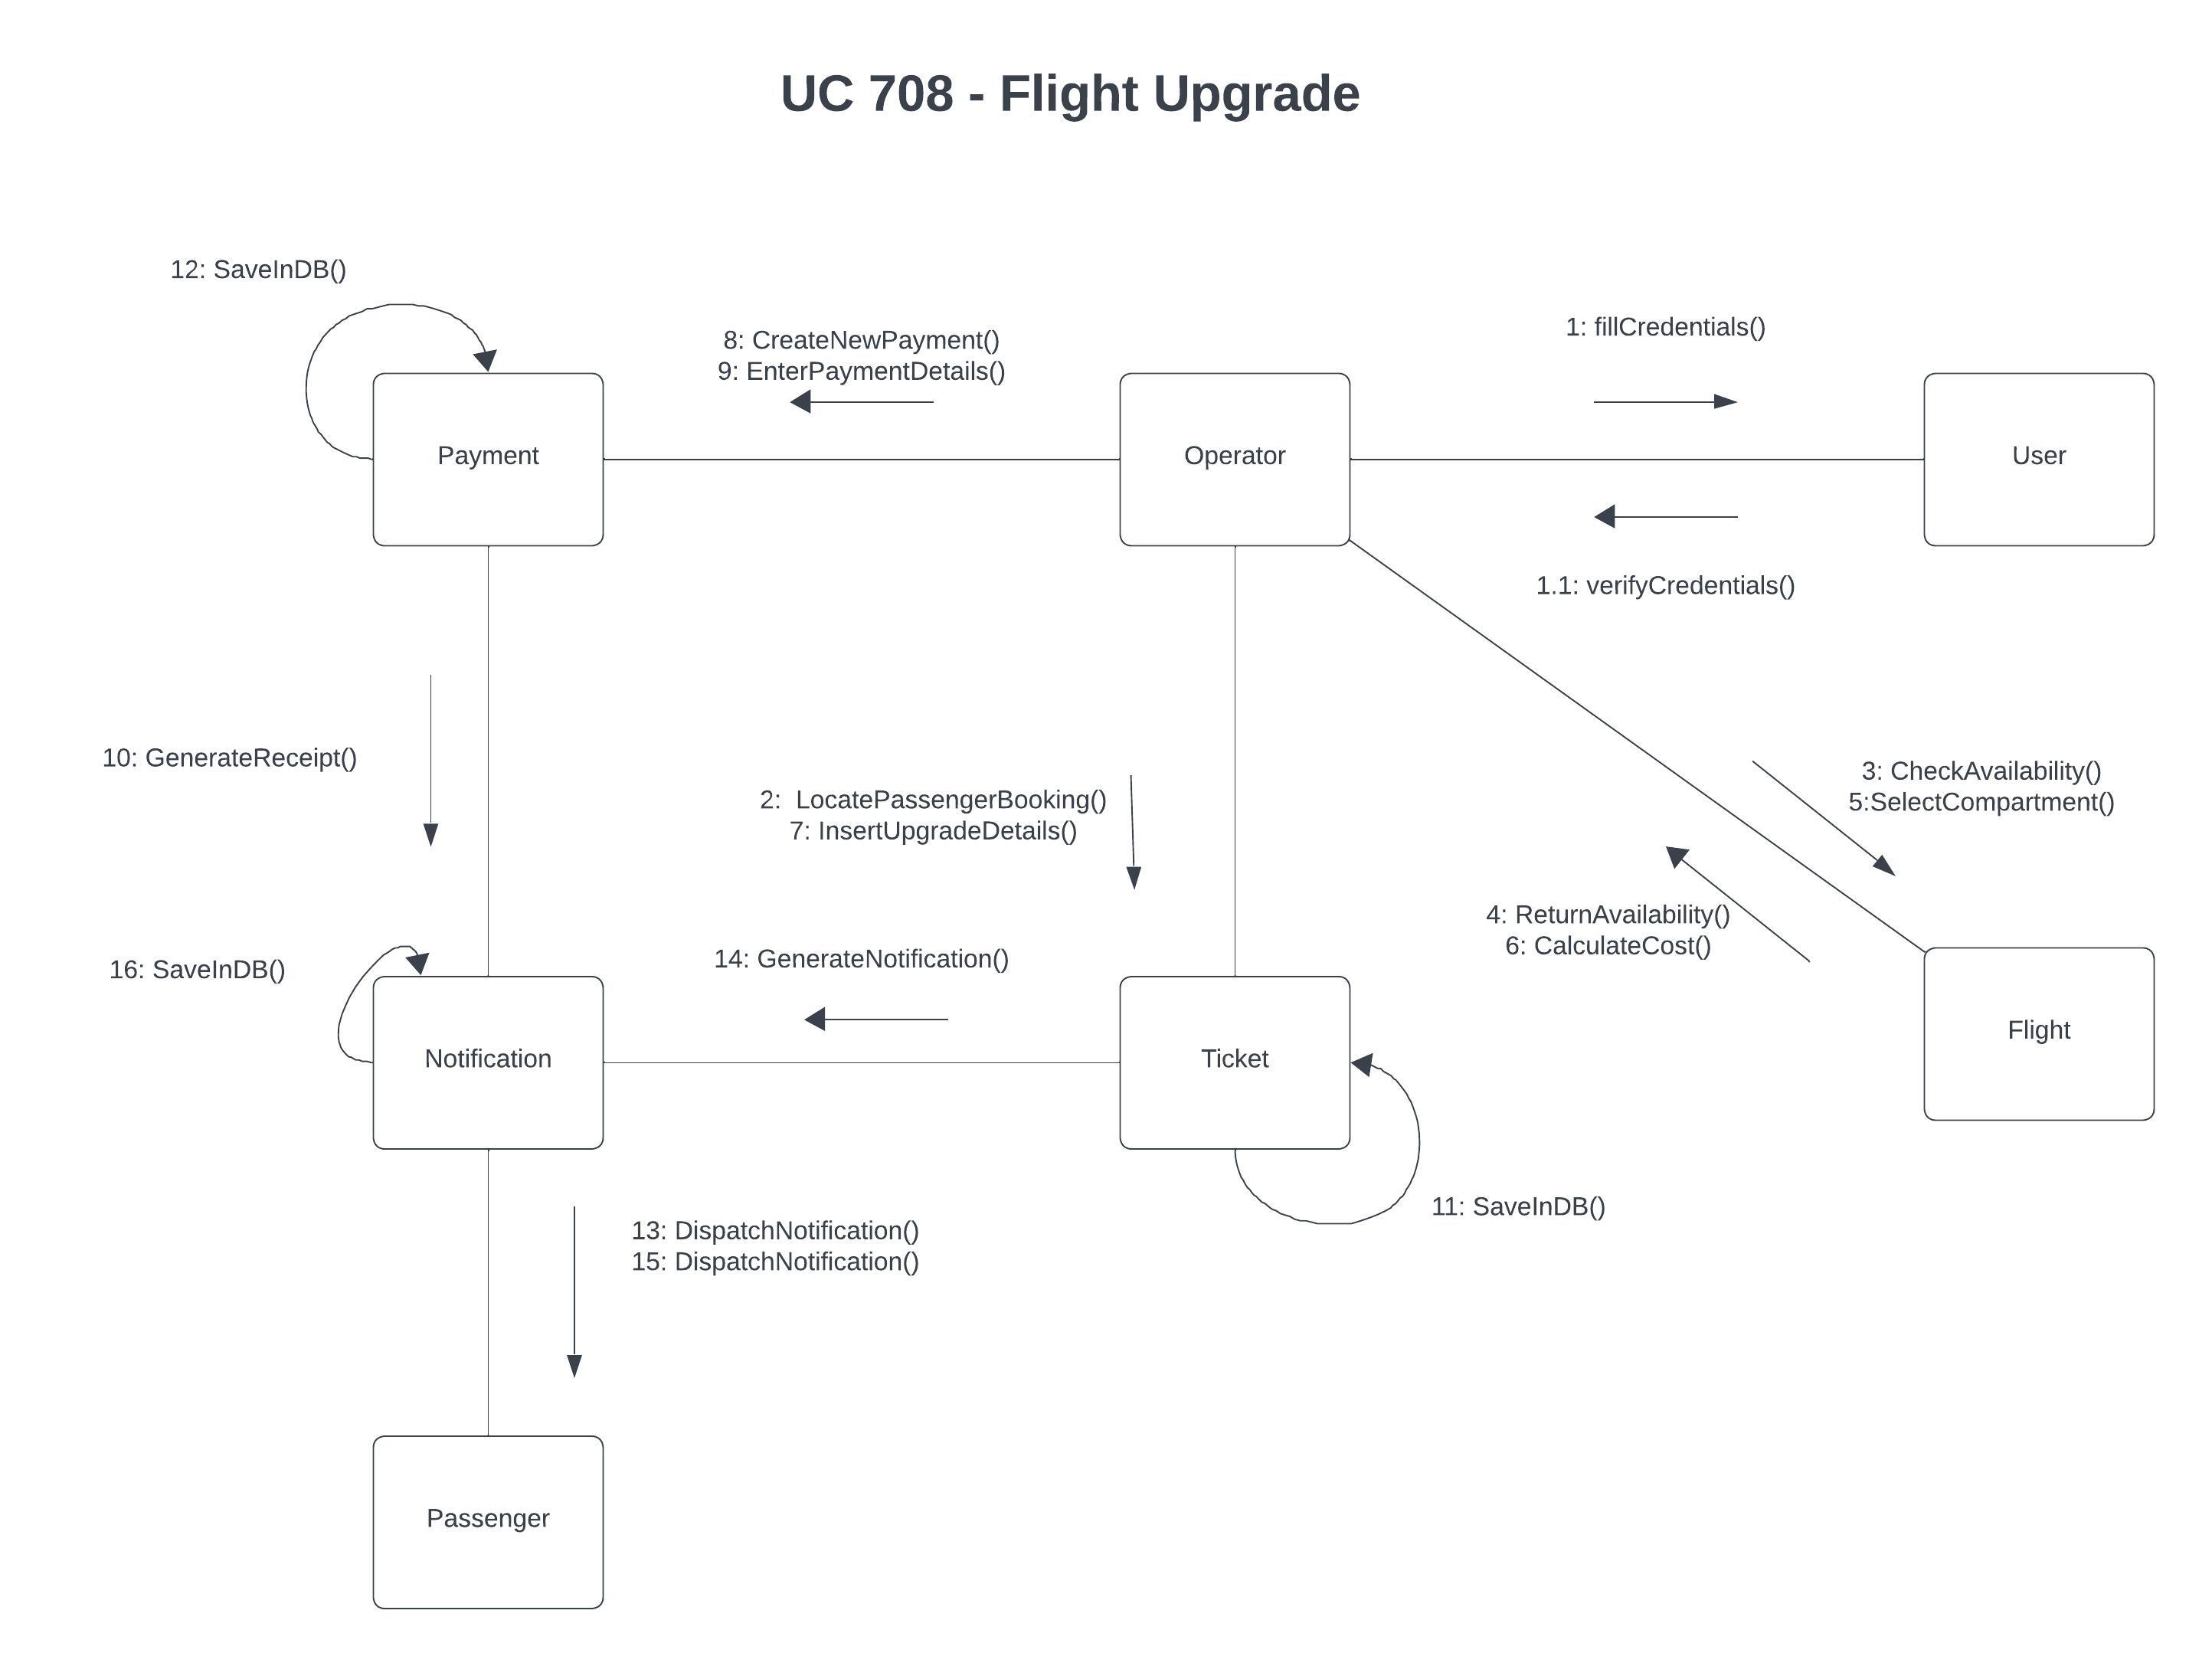 UC 708 - Flight Upgrade
12: SaveInDB()
8: CreateNewPayment()
9: EnterPaymentDetails()
1: fillCredentials()
Payment
Operator
User
1.1: verifyCredentials()
10: GenerateReceipt()
2:  LocatePassengerBooking()
7: InsertUpgradeDetails()
3: CheckAvailability()
5:SelectCompartment()
4: ReturnAvailability()
6: CalculateCost()
16: SaveInDB()
14: GenerateNotification()
Notification
Ticket
Flight
11: SaveInDB()
13: DispatchNotification()
15: DispatchNotification()
Passenger